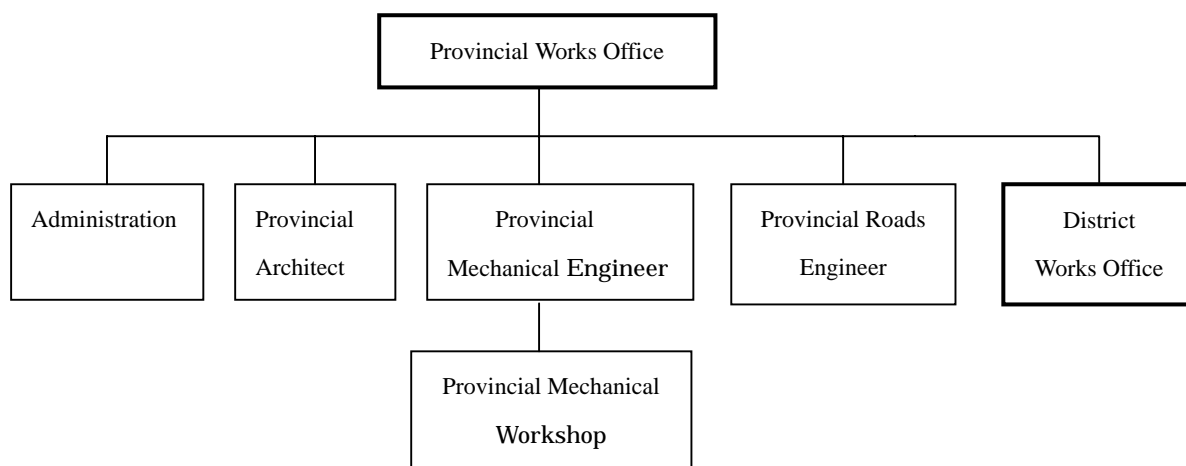 Provincial Works Office
Administration
Provincial
Architect
Provincial
Mechanical Engineer
Provincial Roads
Engineer
District
Works Office
Provincial Mechanical
Workshop